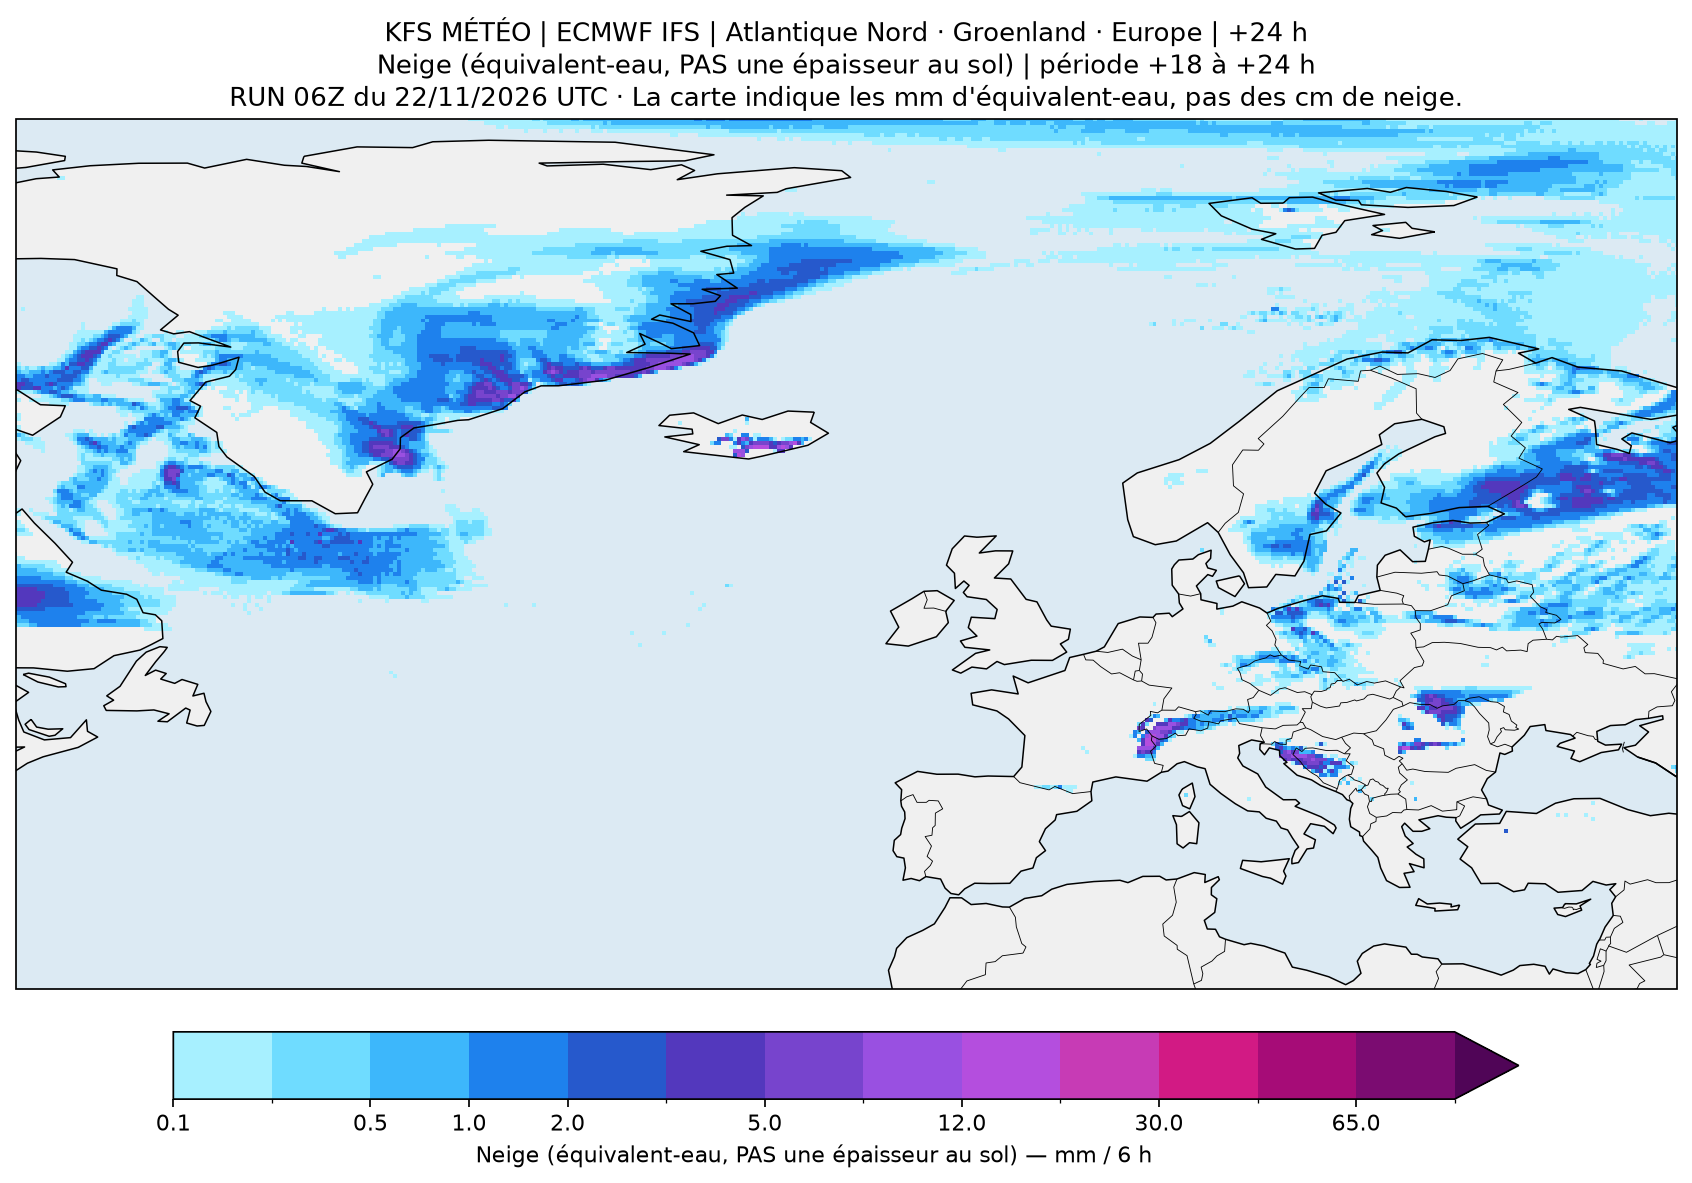 KFS MÉTÉO | ECMWF IFS | Atlantique Nord · Groenland · Europe | +24 h
Neige (équivalent-eau, PAS une épaisseur au sol) | période +18 à +24 h
RUN 06Z du 22/11/2026 UTC · La carte indique les mm d'équivalent-eau, pas des cm de neige.
0.1 0.5 1.0 2.0 5.0 12.0 30.0 65.0
Neige (équivalent-eau, PAS une épaisseur au sol) — mm / 6 h